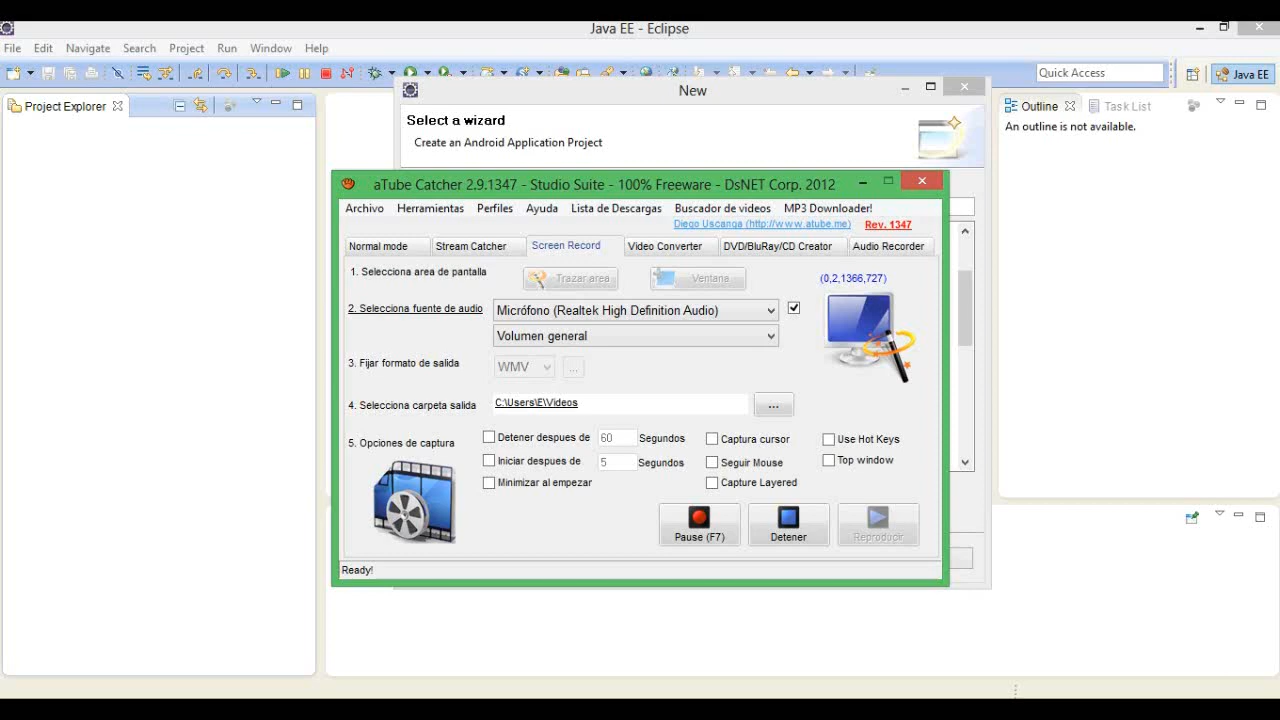 Java EE - Eclipse
File Edit Navigate Search Project Run Window Help
Quick Access
Java EE
Project Explorer
New
Select a wizard
Create an Android Application Project
Outline
Task List
An outline is not available.
aTube Catcher 2.9.1347 - Studio Suite - 100% Freeware - DsNET Corp. 2012
Archivo Herramientas Perfiles Ayuda Lista de Descargas Buscador de videos MP3 Downloader!
Diego Uscanga (http://www.atube.me) Rev. 1347
Normal mode Stream Catcher Screen Record Video Converter DVD/BluRay/CD Creator Audio Recorder
1. Selecciona area de pantalla Trazar area Ventana (0,2,1366,727)
2. Selecciona fuente de audio Micrófono (Realtek High Definition Audio)
Volumen general
3. Fijar formato de salida WMV ...
4. Selecciona carpeta salida C:\Users\E\Videos ...
5. Opciones de captura
Detener despues de 60 Segundos Captura cursor Use Hot Keys
Iniciar despues de 5 Segundos Seguir Mouse Top window
Minimizar al empezar Capture Layered
Pause (F7) Detener Reproducir
Ready!